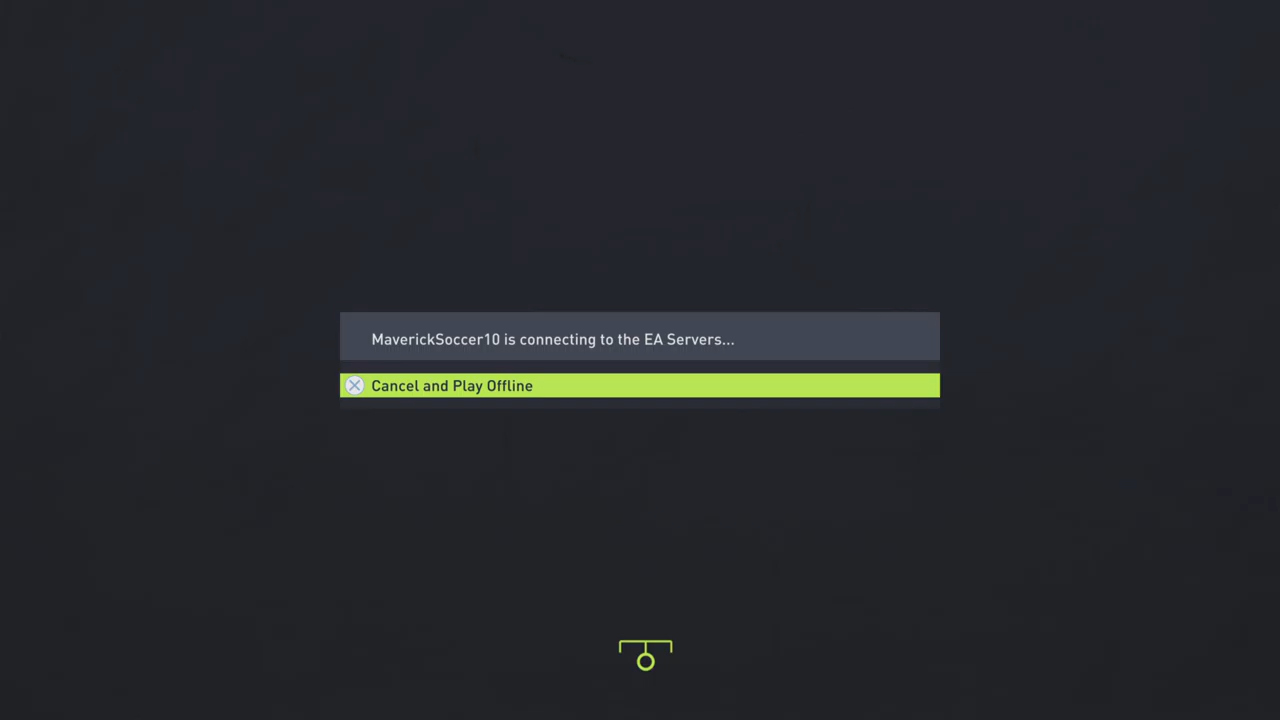 MaverickSoccer10 is connecting to the EA Servers...
Cancel and Play Offline